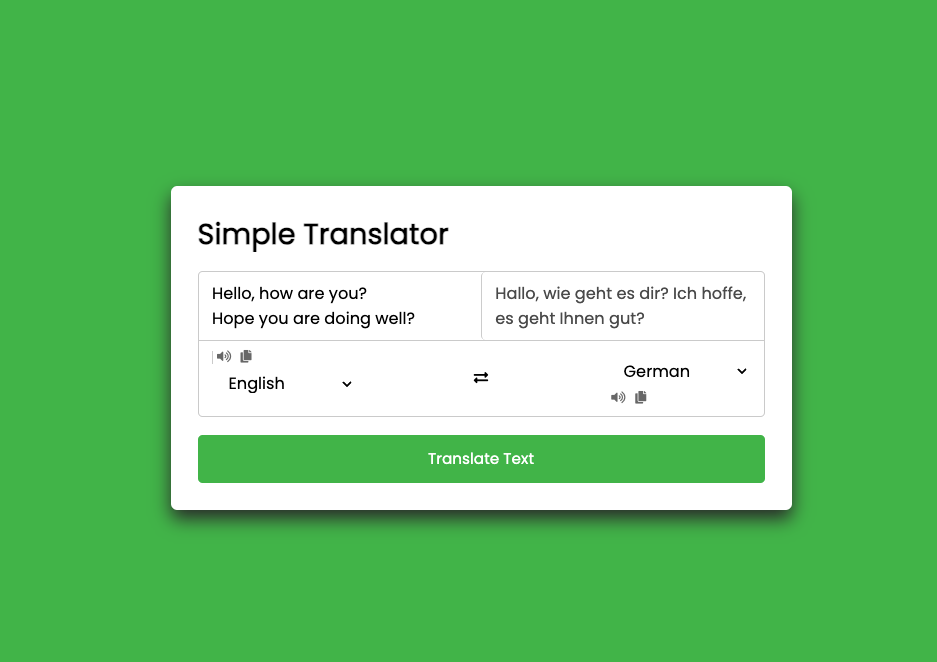 Simple Translator
Hello, how are you?
Hope you are doing well?
Hallo, wie geht es dir? Ich hoffe,
es geht Ihnen gut?
English
German
Translate Text